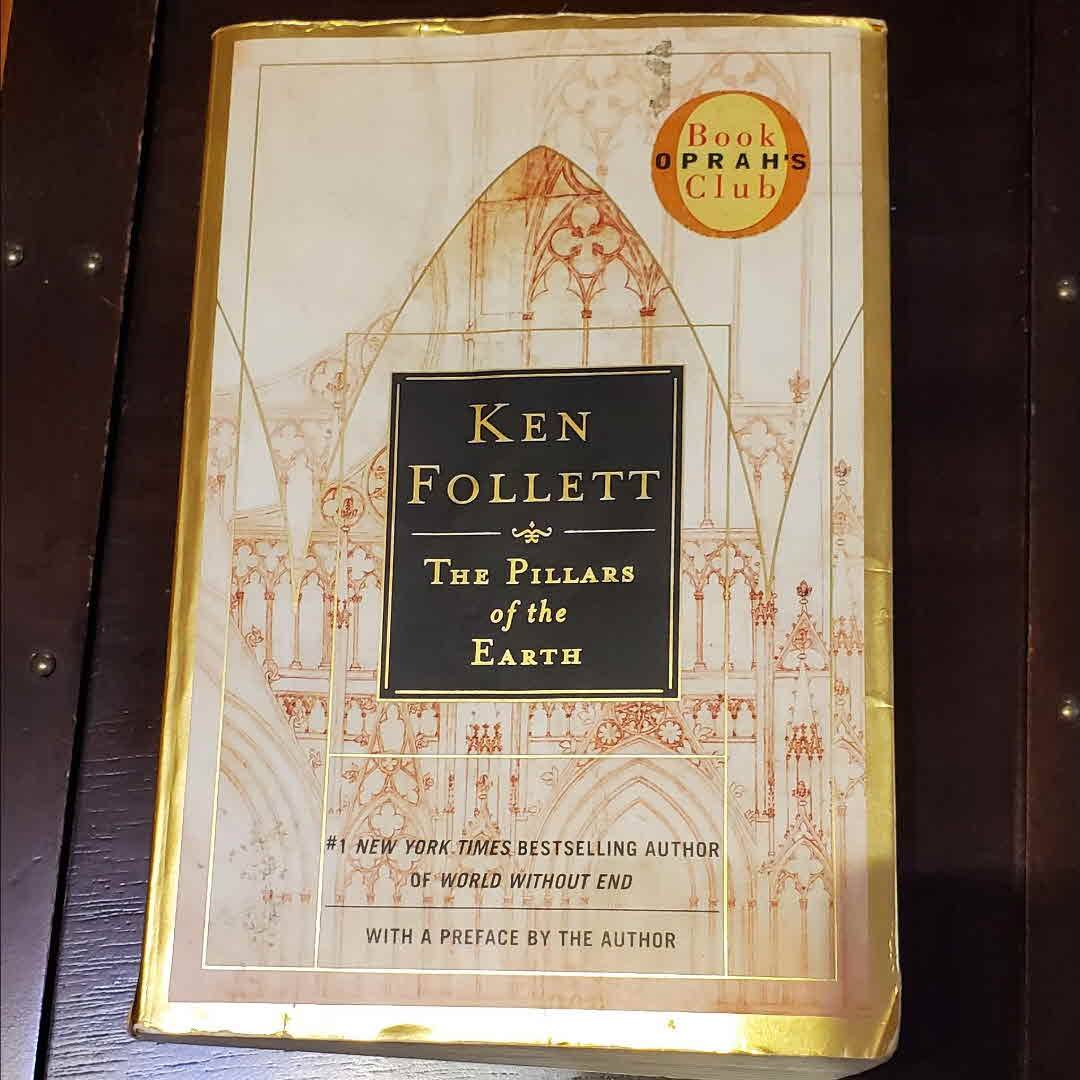 Book
OPRAH'S
Club
KEN
FOLLETT
THE PILLARS
of the
EARTH
#1 NEW YORK TIMES BESTSELLING AUTHOR
OF WORLD WITHOUT END
WITH A PREFACE BY THE AUTHOR